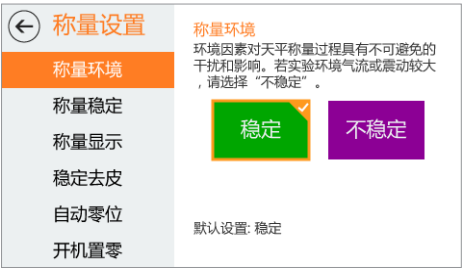 称量设置
称量环境
称量稳定
称量显示
稳定去皮
自动零位
开机置零
称量环境
环境因素对天平称量过程具有不可避免的
干扰和影响。若实验环境气流或震动较大
，请选择“不稳定”。
稳定
不稳定
默认设置: 稳定